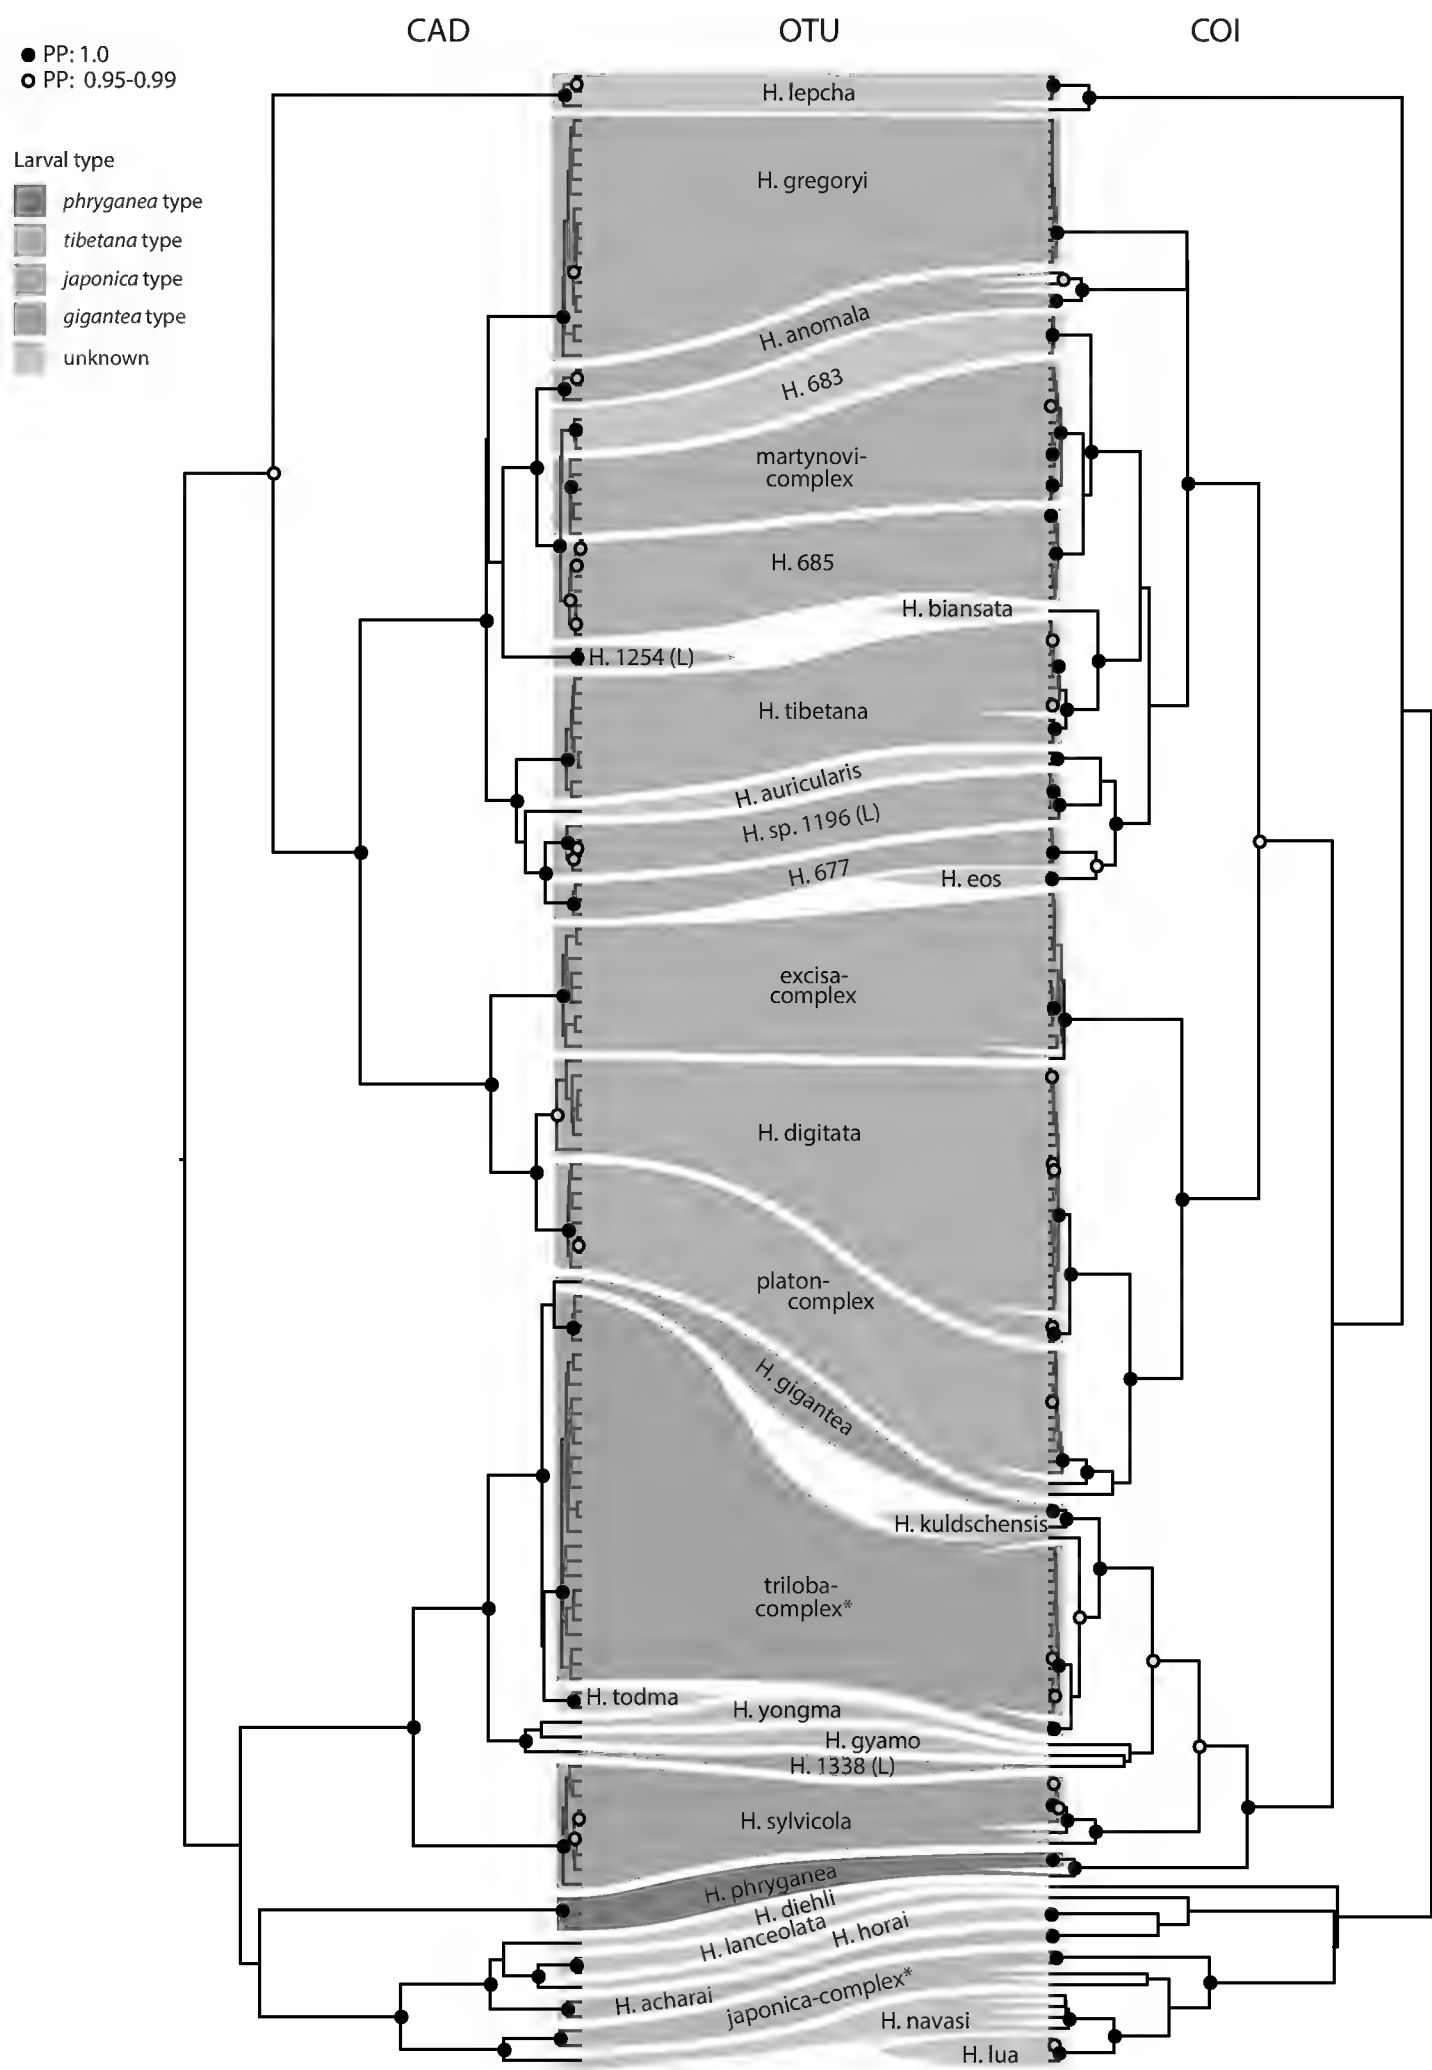 CAD
OTU
COI
PP: 1.0
PP: 0.95-0.99
Larval type
phryganea type
tibetana type
japonica type
gigantea type
unknown
H. lepcha
H. gregoryi
H. anomala
H. 683
martynovi-
complex
H. 685
H. biansata
H. 1254 (L)
H. tibetana
H. auricularis
H. sp. 1196 (L)
H. 677
H. eos
excisa-
complex
H. digitata
platon-
complex
H. gigantea
H. kuldschensis
triloba-
complex*
H. todma
H. yongma
H. gyamo
H. 1338 (L)
H. sylvicola
H. phryganea
H. diehli
H. lanceolata
H. horai
H. acharai
japonica-complex*
H. navasi
H. lua